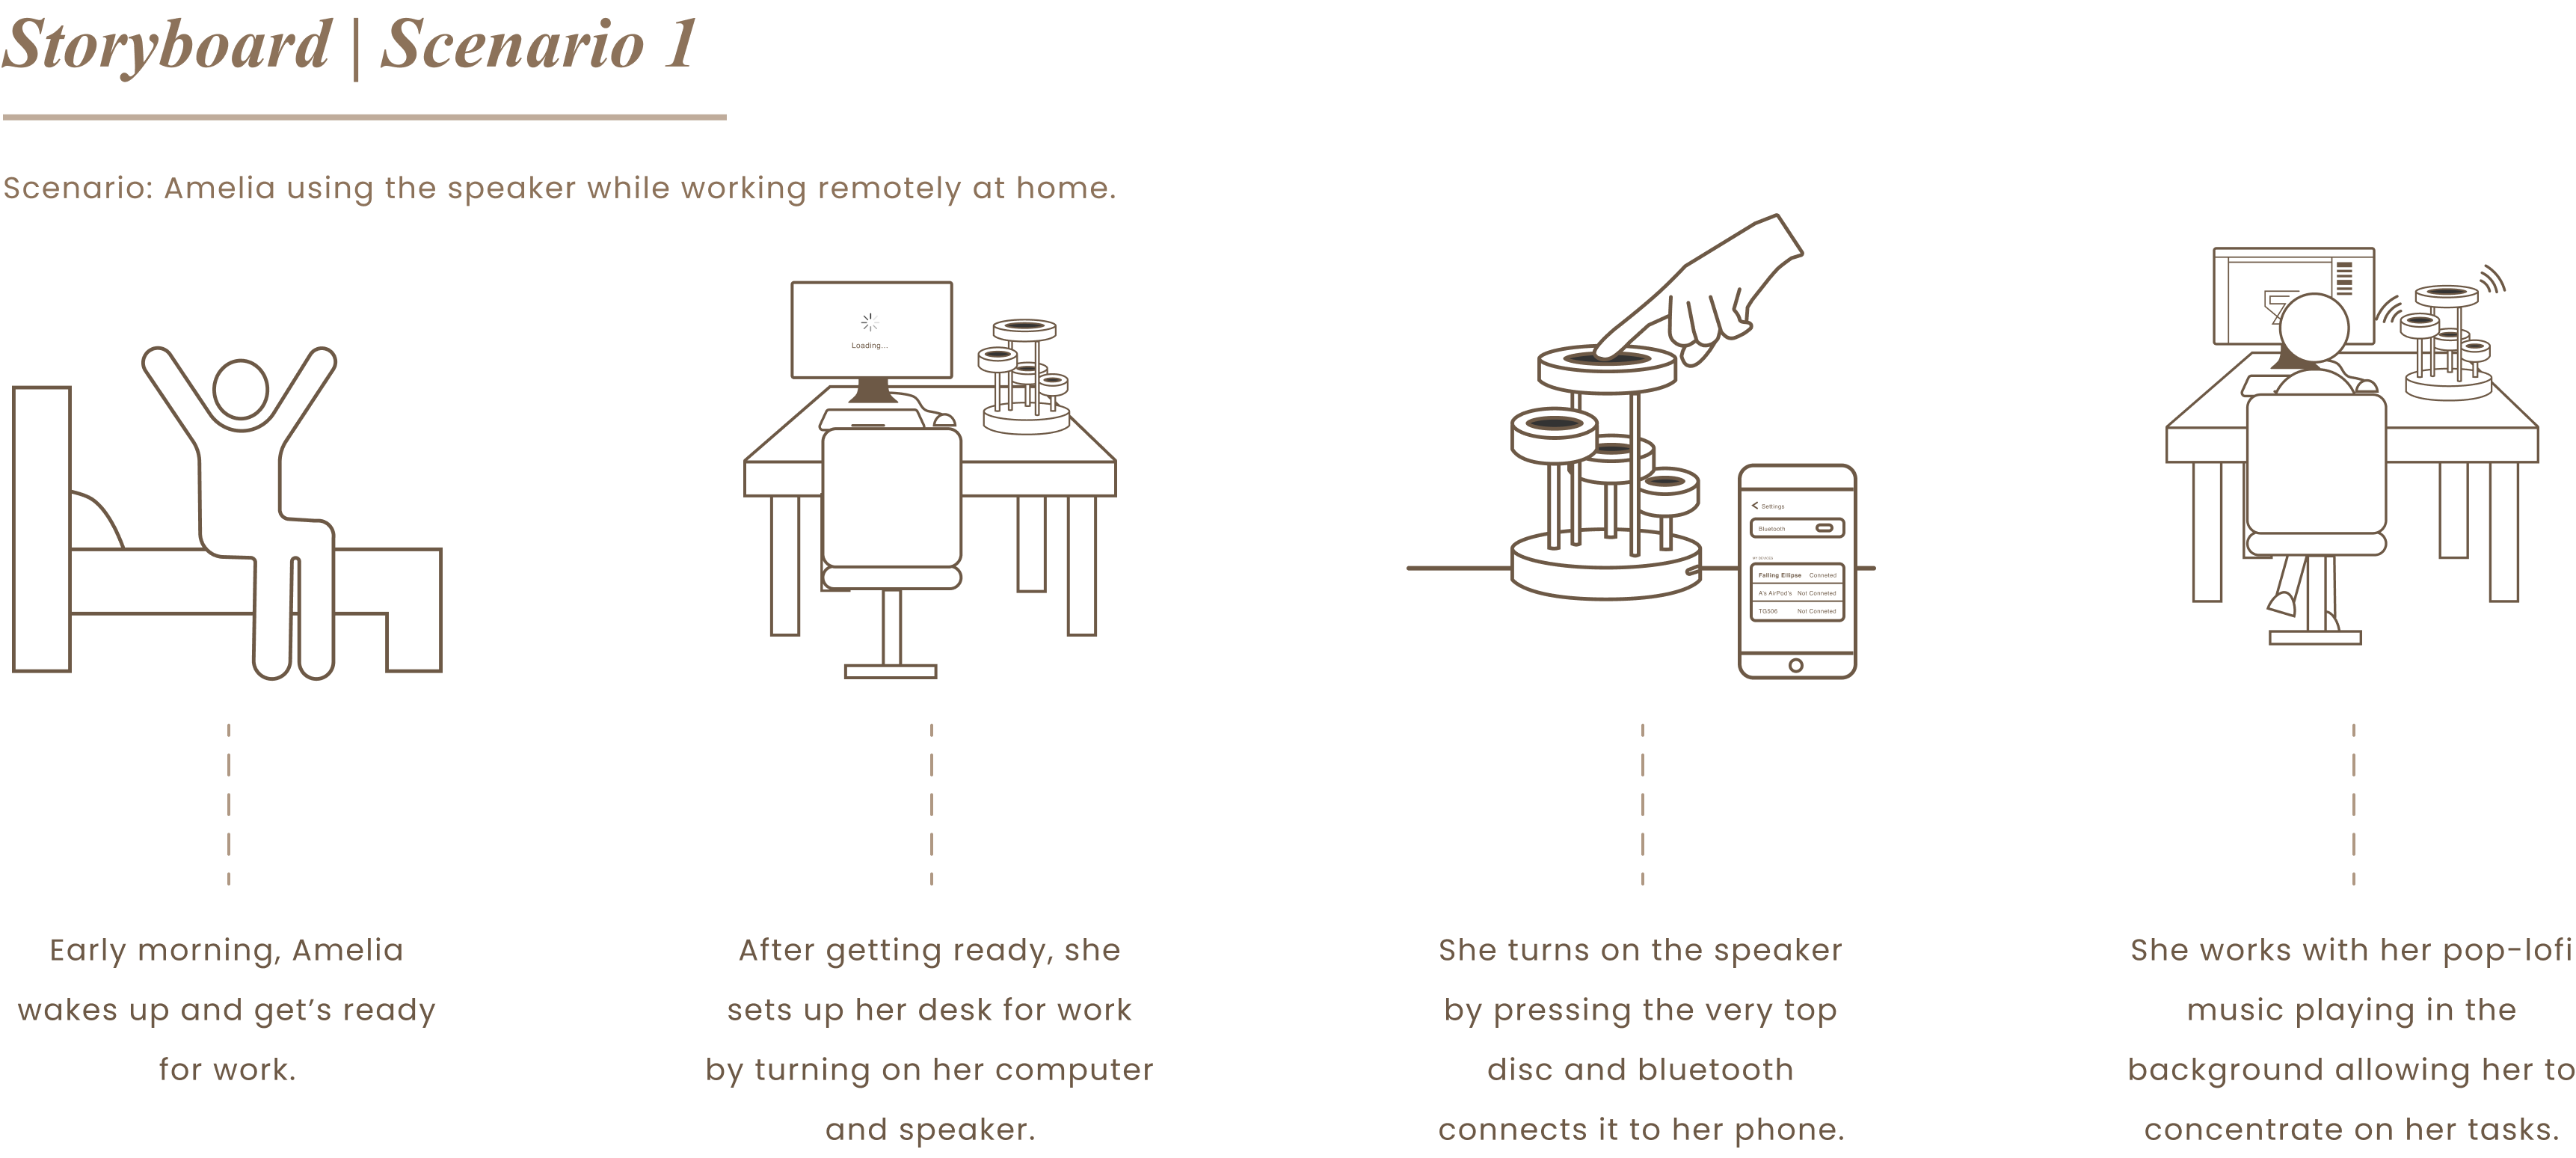 Storyboard | Scenario 1
Scenario: Amelia using the speaker while working remotely at home.
Loading...
Settings
Bluetooth
MY DEVICES
Falling Ellipse Conneted
A's AirPod's Not Conneted
TG506 Not Conneted
Early morning, Amelia
wakes up and get’s ready
for work.
After getting ready, she
sets up her desk for work
by turning on her computer
and speaker.
She turns on the speaker
by pressing the very top
disc and bluetooth
connects it to her phone.
She works with her pop-lofi
music playing in the
background allowing her to
concentrate on her tasks.